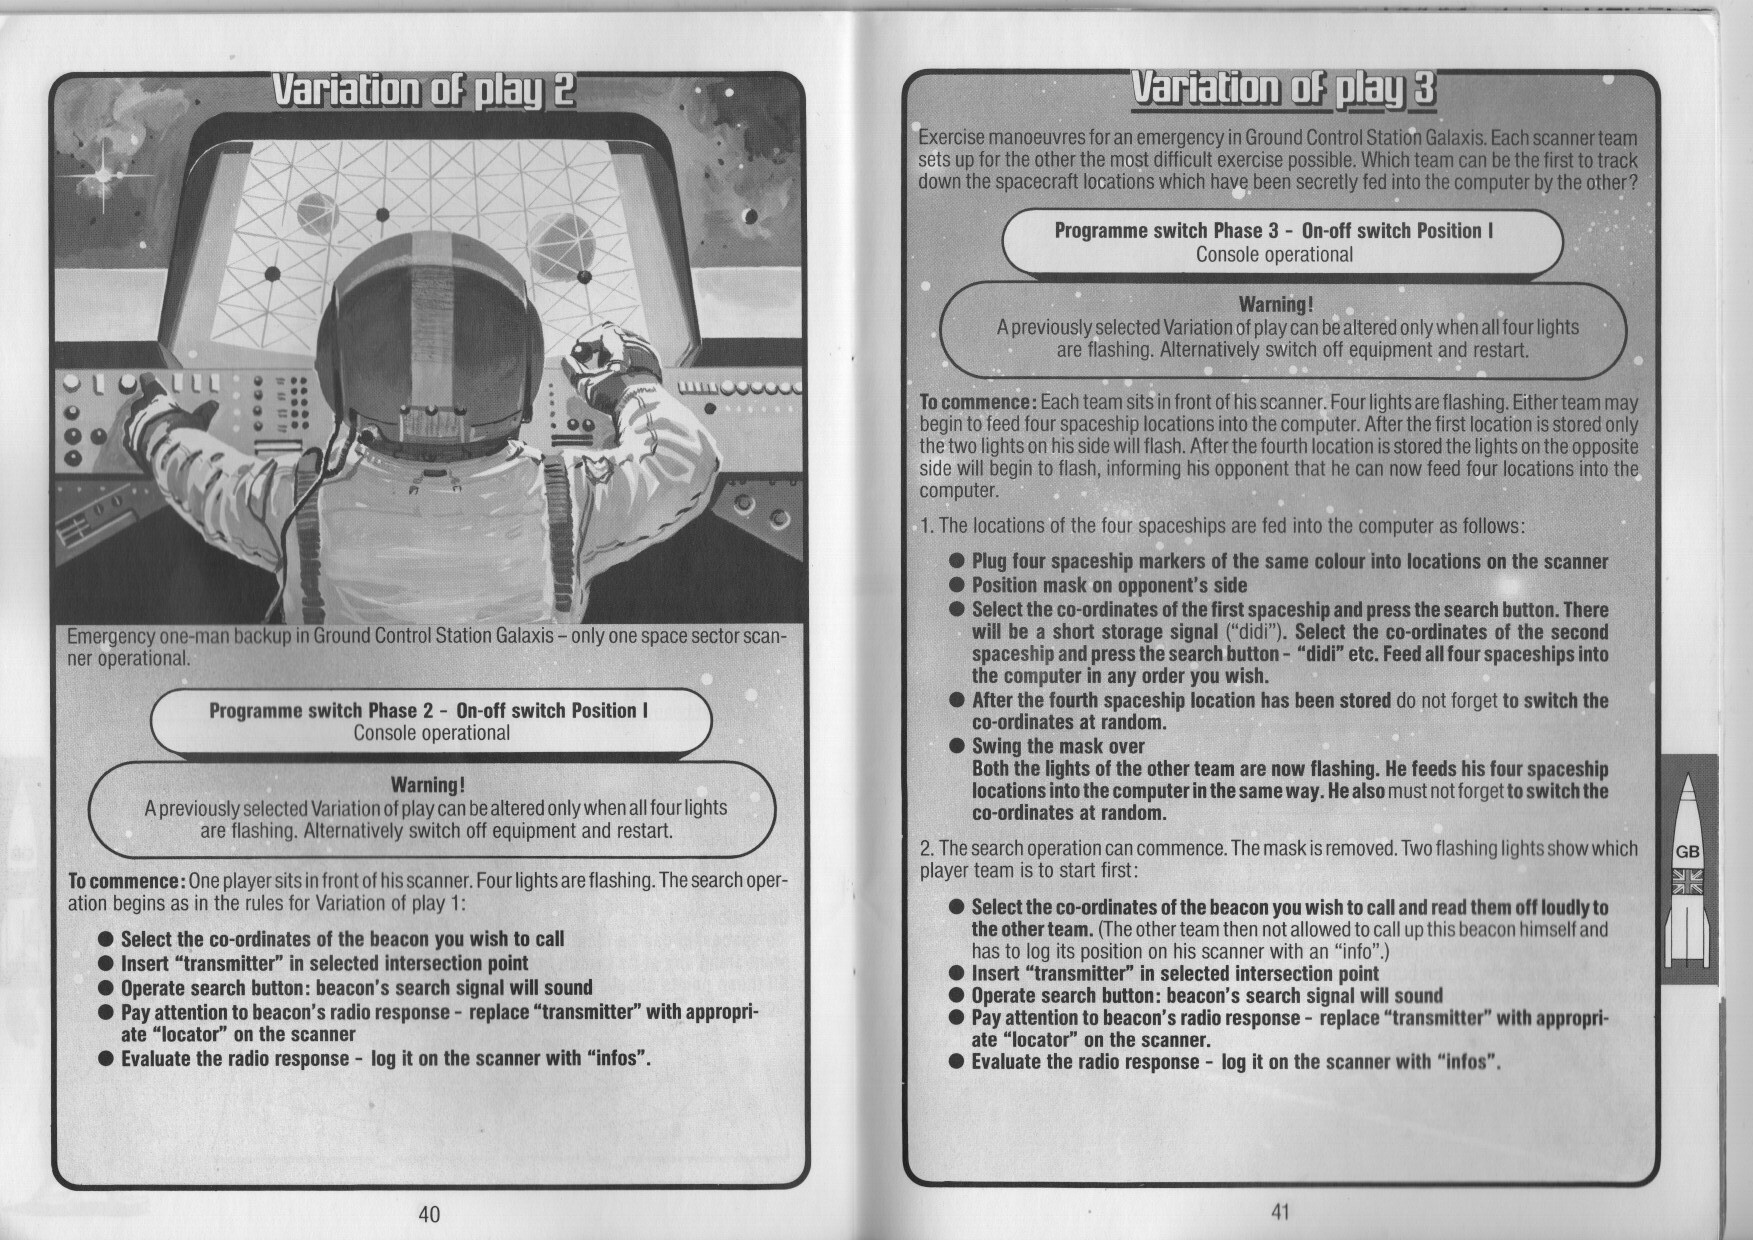 Variation of play 2
Emergency one-man backup in Ground Control Station Galaxis – only one space sector scan-
ner operational.
Programme switch Phase 2 - On-off switch Position I
Console operational
Warning!
A previously selected Variation of play can be altered only when all four lights
are flashing. Alternatively switch off equipment and restart.
To commence: One player sits in front of his scanner. Four lights are flashing. The search oper-
ation begins as in the rules for Variation of play 1:
● Select the co-ordinates of the beacon you wish to call
● Insert “transmitter” in selected intersection point
● Operate search button: beacon's search signal will sound
● Pay attention to beacon's radio response - replace “transmitter” with appropri-
ate “locator” on the scanner
● Evaluate the radio response - log it on the scanner with “infos”.
40
Variation of play 3
Exercise manoeuvres for an emergency in Ground Control Station Galaxis. Each scanner team
sets up for the other the most difficult exercise possible. Which team can be the first to track
down the spacecraft locations which have been secretly fed into the computer by the other?
Programme switch Phase 3 - On-off switch Position I
Console operational
Warning!
A previously selected Variation of play can be altered only when all four lights
are flashing. Alternatively switch off equipment and restart.
To commence: Each team sits in front of his scanner. Four lights are flashing. Either team may
begin to feed four spaceship locations into the computer. After the first location is stored only
the two lights on his side will flash. After the fourth location is stored the lights on the opposite
side will begin to flash, informing his opponent that he can now feed four locations into the
computer.
1. The locations of the four spaceships are fed into the computer as follows:
● Plug four spaceship markers of the same colour into locations on the scanner
● Position mask on opponent's side
● Select the co-ordinates of the first spaceship and press the search button. There
will be a short storage signal (“didi”). Select the co-ordinates of the second
spaceship and press the search button - “didi” etc. Feed all four spaceships into
the computer in any order you wish.
● After the fourth spaceship location has been stored do not forget to switch the
co-ordinates at random.
● Swing the mask over
Both the lights of the other team are now flashing. He feeds his four spaceship
locations into the computer in the same way. He also must not forget to switch the
co-ordinates at random.
2. The search operation can commence. The mask is removed. Two flashing lights show which
player team is to start first:
● Select the co-ordinates of the beacon you wish to call and read them off loudly to
the other team. (The other team then not allowed to call up this beacon himself and
has to log its position on his scanner with an “info”.)
● Insert “transmitter” in selected intersection point
● Operate search button: beacon's search signal will sound
● Pay attention to beacon's radio response - replace “transmitter” with appropri-
ate “locator” on the scanner.
● Evaluate the radio response - log it on the scanner with “infos”.
GB
41